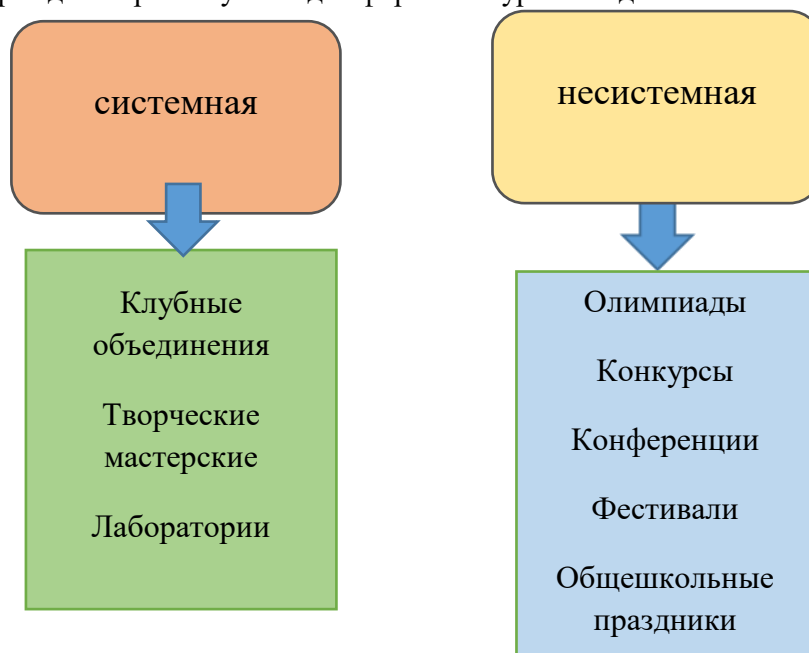 системная
несистемная
Клубные
объединения
Творческие
мастерские
Лаборатории
Олимпиады
Конкурсы
Конференции
Фестивали
Общешкольные
праздники